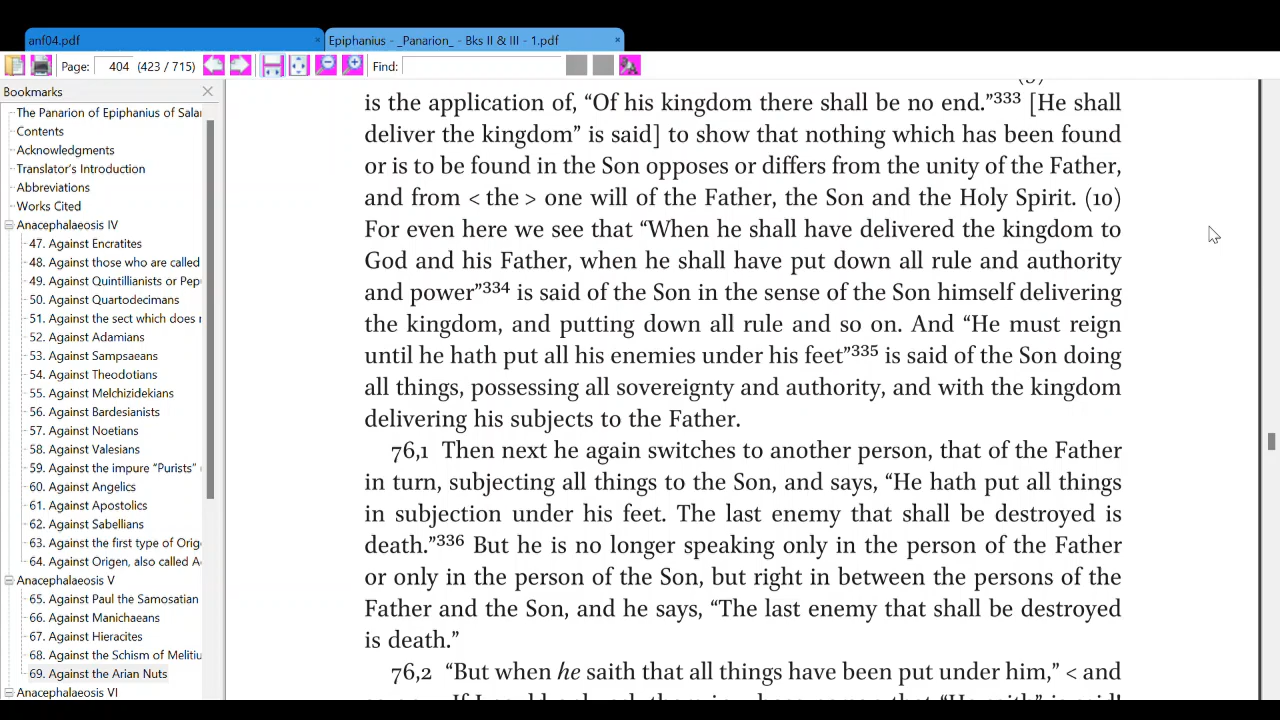 anf04.pdf ×
Epiphanius - _Panarion_ - Bks II & III - 1.pdf ×
Page: 404 (423 / 715) Find:
Bookmarks
The Panarion of Epiphanius of Salar
Contents
Acknowledgments
Translator's Introduction
Abbreviations
Works Cited
Anacephalaeosis IV
47. Against Encratites
48. Against those who are called
49. Against Quintillianists or Pep
50. Against Quartodecimans
51. Against the sect which does r
52. Against Adamians
53. Against Sampsaeans
54. Against Theodotians
55. Against Melchizidekians
56. Against Bardesianists
57. Against Noetians
58. Against Valesians
59. Against the impure “Purists” (
60. Against Angelics
61. Against Apostolics
62. Against Sabellians
63. Against the first type of Orig
64. Against Origen, also called A
Anacephalaeosis V
65. Against Paul the Samosatian
66. Against Manichaeans
67. Against Hieracites
68. Against the Schism of Melitiu
69. Against the Arian Nuts
Anacephalaeosis VI
is the application of, “Of his kingdom there shall be no end.”333 [He shall
deliver the kingdom” is said] to show that nothing which has been found
or is to be found in the Son opposes or differs from the unity of the Father,
and from < the > one will of the Father, the Son and the Holy Spirit. (10)
For even here we see that “When he shall have delivered the kingdom to
God and his Father, when he shall have put down all rule and authority
and power”334 is said of the Son in the sense of the Son himself delivering
the kingdom, and putting down all rule and so on. And “He must reign
until he hath put all his enemies under his feet”335 is said of the Son doing
all things, possessing all sovereignty and authority, and with the kingdom
delivering his subjects to the Father.
76,1 Then next he again switches to another person, that of the Father
in turn, subjecting all things to the Son, and says, “He hath put all things
in subjection under his feet. The last enemy that shall be destroyed is
death.”336 But he is no longer speaking only in the person of the Father
or only in the person of the Son, but right in between the persons of the
Father and the Son, and he says, “The last enemy that shall be destroyed
is death.”
76,2 “But when he saith that all things have been put under him,” < and